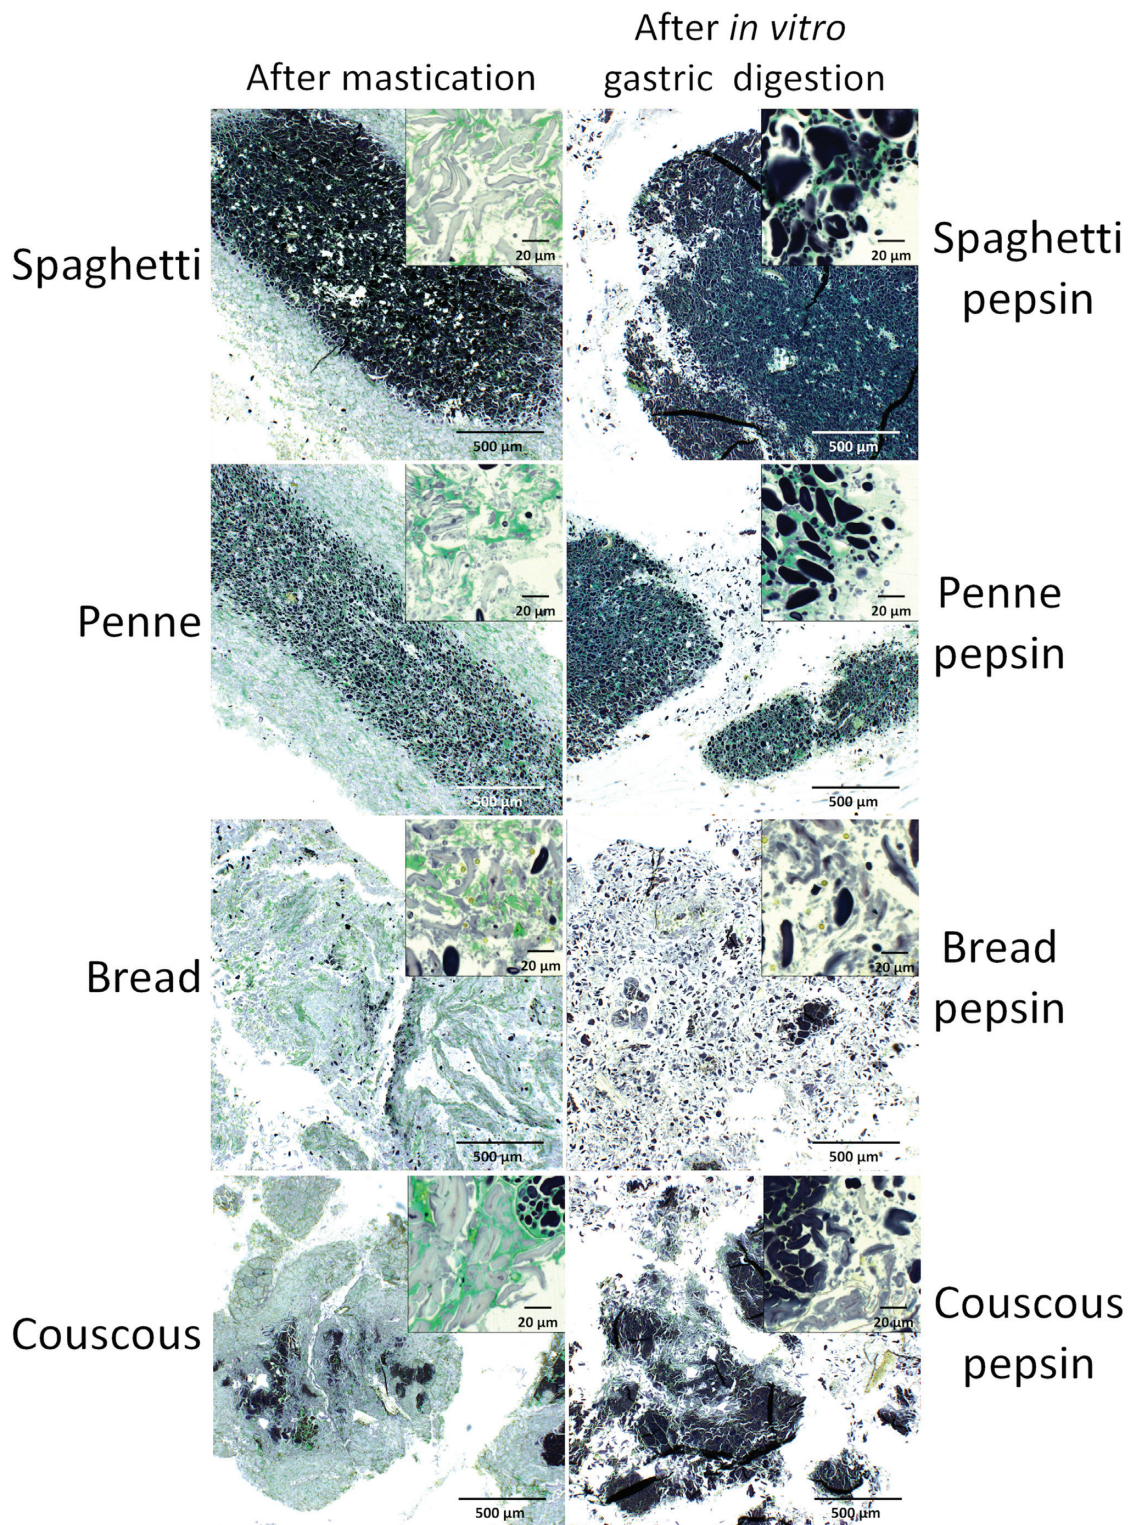 After in vitro
After mastication
gastric digestion
Spaghetti
20 µm
500 µm
20 µm
500 µm
Spaghetti
pepsin
Penne
20 µm
500 µm
20 µm
500 µm
Penne
pepsin
Bread
20 µm
500 µm
20 µm
500 µm
Bread
pepsin
Couscous
20 µm
500 µm
20 µm
500 µm
Couscous
pepsin